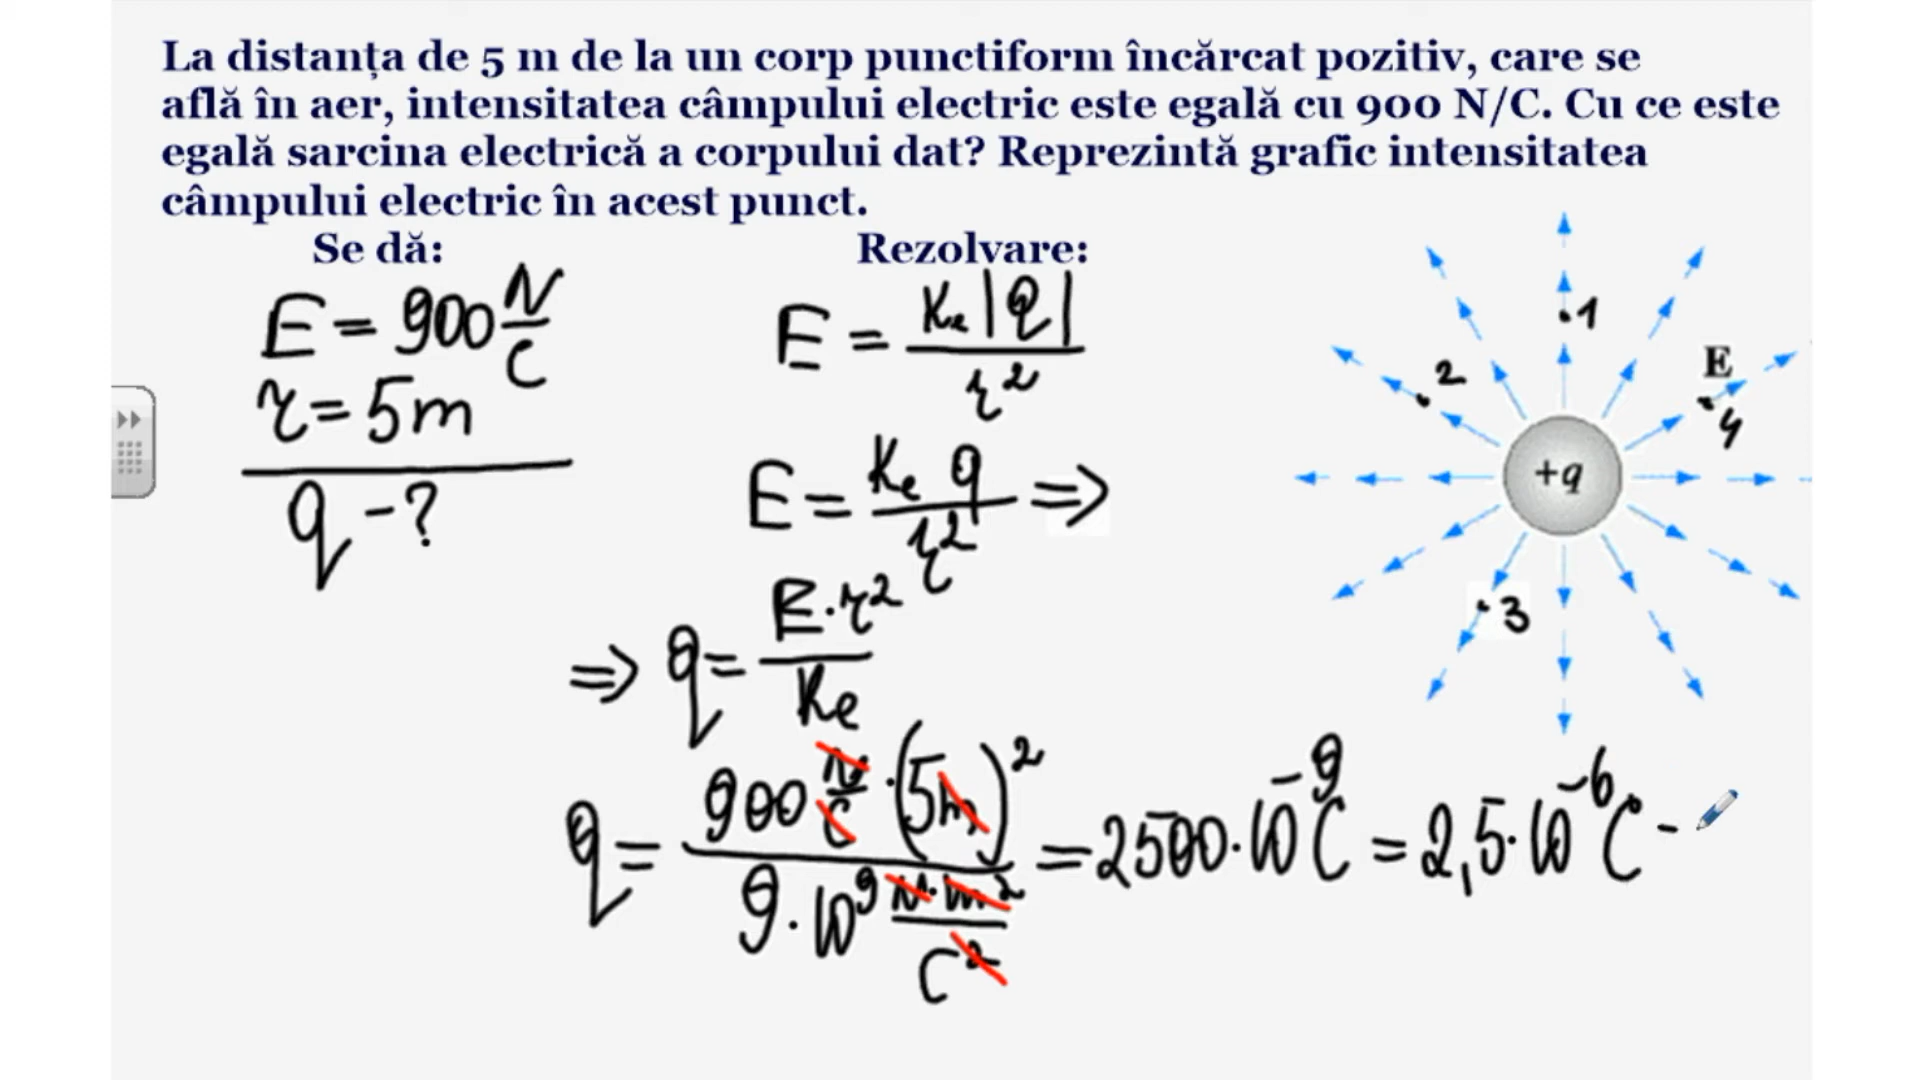 La distanța de 5 m de la un corp punctiform încărcat pozitiv, care se
află în aer, intensitatea câmpului electric este egală cu 900 N/C. Cu ce este
egală sarcina electrică a corpului dat? Reprezintă grafic intensitatea
câmpului electric în acest punct.
Se dă:
E = 900 N/C
r = 5m
q - ?
Rezolvare:
E = Ke |q| / r²
E = Ke q / r² ⇒
⇒ q = E · r² / Ke
q = 900 N/C · (5m)² / 9 · 10⁹ N · m² / C² = 2500 · 10⁻⁹ C = 2,5 · 10⁻⁶ C -
1
2
E
4
+q
3